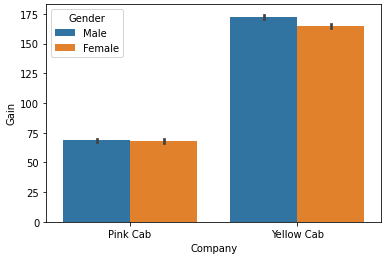 Gender
Male
Female
175
150
125
100
75
50
25
0
Gain
Pink Cab
Yellow Cab
Company